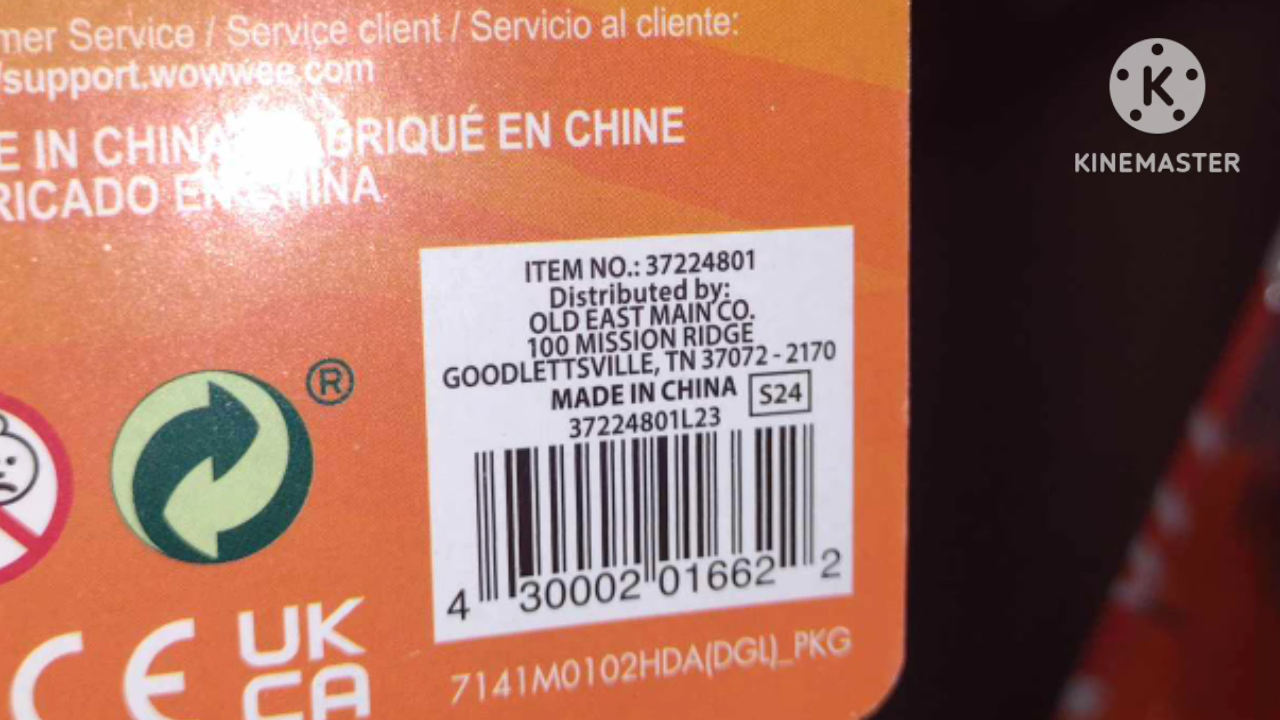 mer Service / Service client / Servicio al cliente:
/support.wowwee.com
E IN CHINA FABRIQUÉ EN CHINE
RICADO EN CHINA
KINEMASTER
ITEM NO.: 37224801
Distributed by:
OLD EAST MAIN CO.
100 MISSION RIDGE
GOODLETTSVILLE, TN 37072 - 2170
MADE IN CHINA S24
37224801L23
4 30002 01662 2
®
CE UK
CA
7141M0102HDA(DGL)_PKG